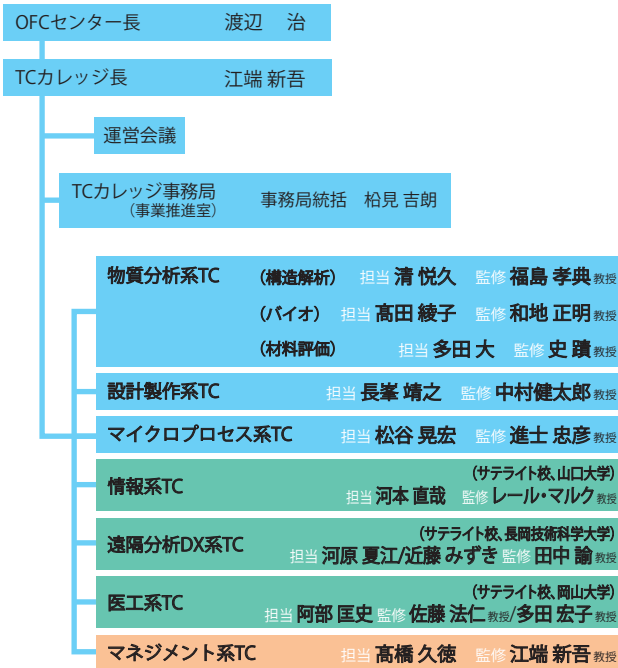 OFCセンター長 渡辺 治
TCカレッジ長 江端 新吾
運営会議
TCカレッジ事務局
（事業推進室） 事務局統括 枱見 吉朗
物質分析系TC （構造解析） 担当 清 悦久 監修 福島 孝典 教授
（バイオ） 担当 髙田 綾子 監修 和地 正明 教授
（材料評価） 担当 多田 大 監修 史 蹟 教授
設計製作系TC 担当 長峯 靖之 監修 中村健太郎 教授
マイクロプロセス系TC 担当 松谷 晃宏 監修 進士 忠彦 教授
（サテライト校、山口大学）
情報系TC 担当 河本 直哉 監修 レール・マルク 教授
（サテライト校、長岡技術科学大学）
遠隔分析DX系TC 担当 河原 夏江/近藤 みずき 監修 田中 諭 教授
（サテライト校、岡山大学）
医工系TC 担当 阿部 匡史 監修 佐藤 法仁 教授/多田 宏子 教授
マネジメント系TC 担当 髙橋 久徳 監修 江端 新吾 教授